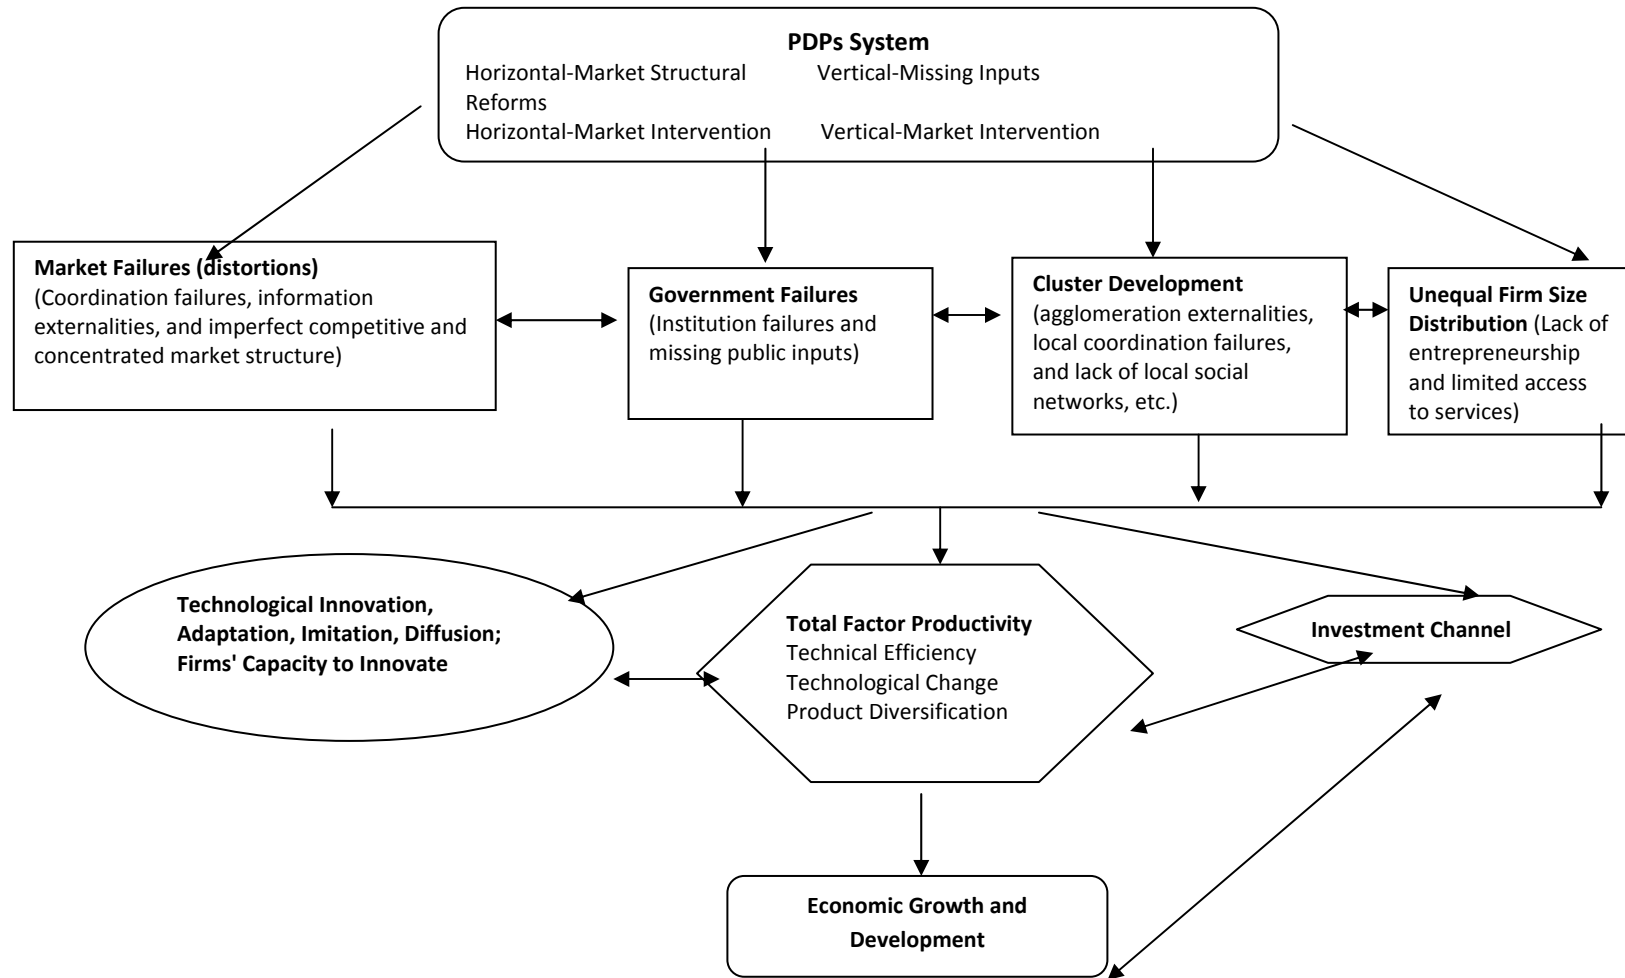 PDPs System
Horizontal-Market Structural Reforms Vertical-Missing Inputs
Horizontal-Market Intervention Vertical-Market Intervention
Market Failures (distortions)
(Coordination failures, information
externalities, and imperfect competitive and
concentrated market structure)
Government Failures
(Institution failures and
missing public inputs)
Cluster Development
(agglomeration externalities,
local coordination failures,
and lack of local social
networks, etc.)
Unequal Firm Size
Distribution (Lack of
entrepreneurship
and limited access
to services)
Technological Innovation,
Adaptation, Imitation, Diffusion;
Firms' Capacity to Innovate
Total Factor Productivity
Technical Efficiency
Technological Change
Product Diversification
Investment Channel
Economic Growth and
Development